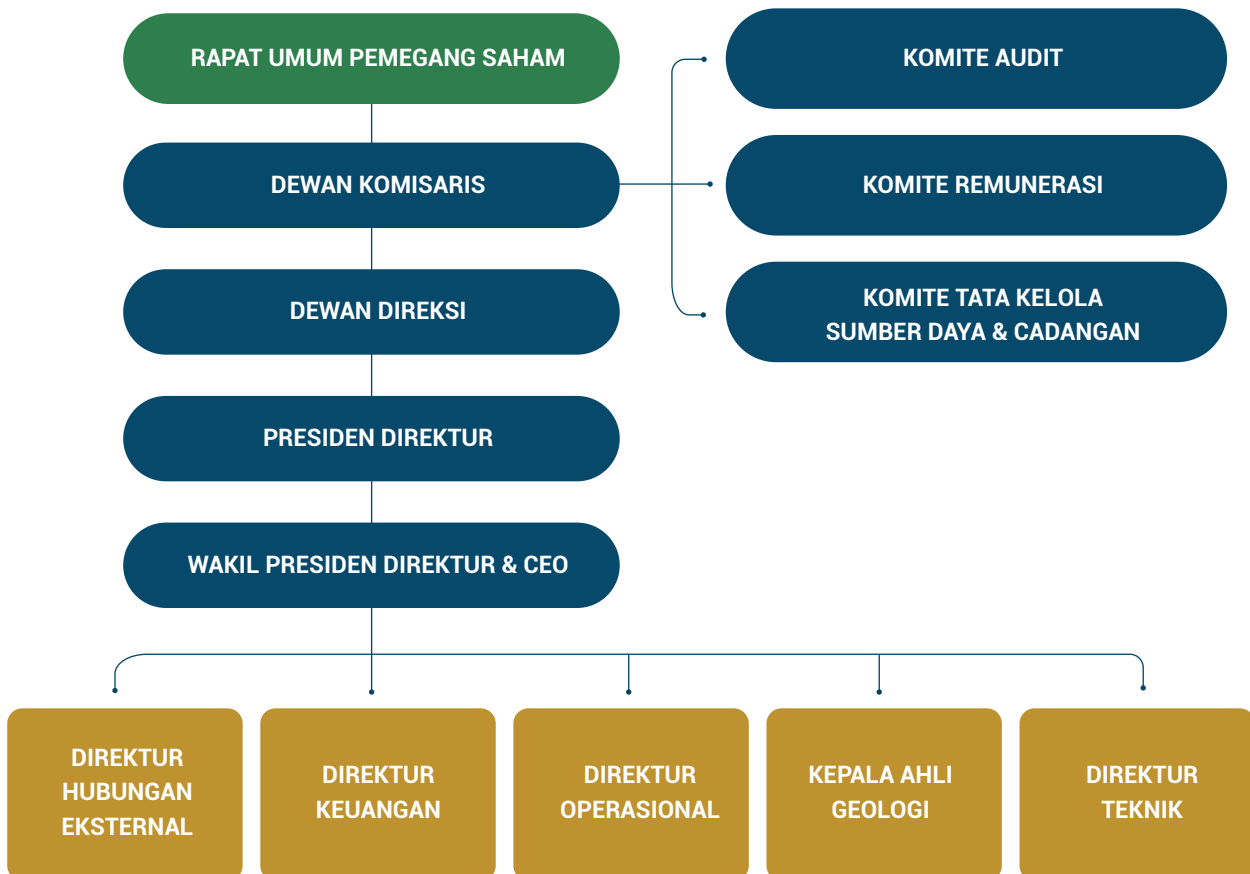 RAPAT UMUM PEMEGANG SAHAM
KOMITE AUDIT
DEWAN KOMISARIS
KOMITE REMUNERASI
DEWAN DIREKSI
KOMITE TATA KELOLA
SUMBER DAYA & CADANGAN
PRESIDEN DIREKTUR
WAKIL PRESIDEN DIREKTUR & CEO
DIREKTUR
HUBUNGAN
EKSTERNAL
DIREKTUR
KEUANGAN
DIREKTUR
OPERASIONAL
KEPALA AHLI
GEOLOGI
DIREKTUR
TEKNIK